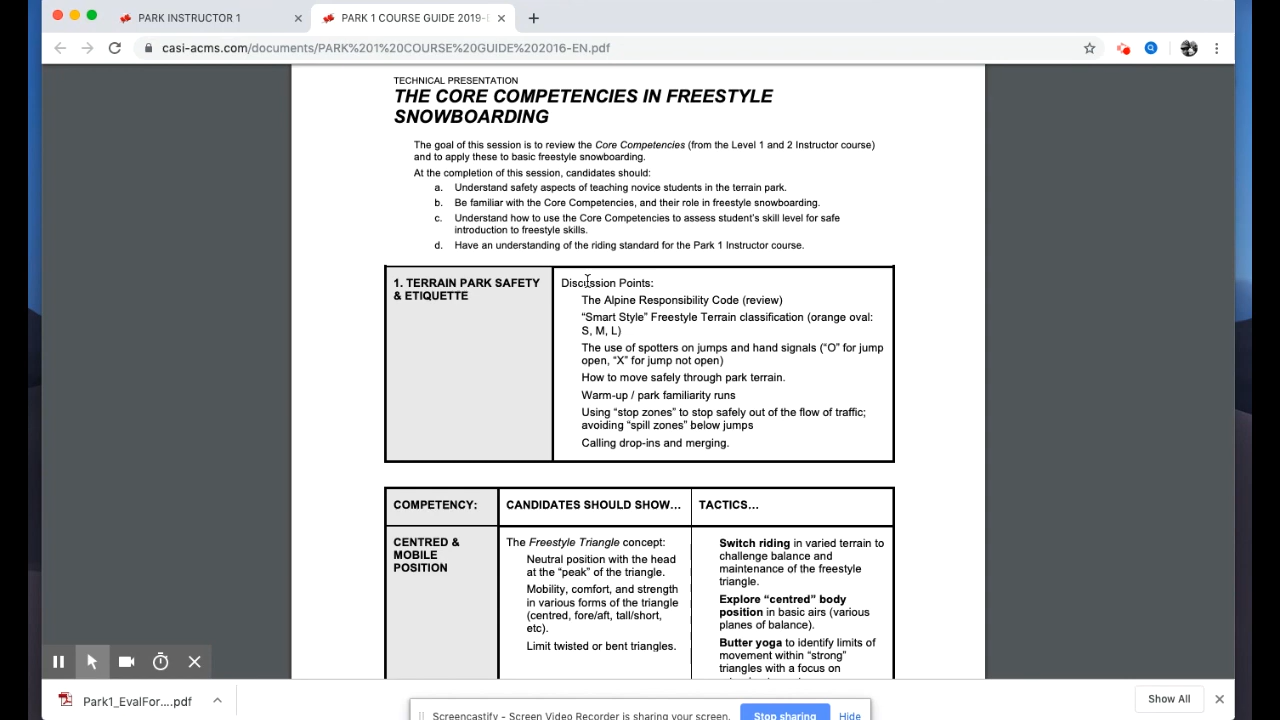 PARK INSTRUCTOR 1
PARK 1 COURSE GUIDE 2019-
casi-acms.com/documents/PARK%201%20COURSE%20GUIDE%202016-EN.pdf
TECHNICAL PRESENTATION
THE CORE COMPETENCIES IN FREESTYLE
SNOWBOARDING
The goal of this session is to review the Core Competencies (from the Level 1 and 2 Instructor course)
and to apply these to basic freestyle snowboarding.
At the completion of this session, candidates should:
a. Understand safety aspects of teaching novice students in the terrain park.
b. Be familiar with the Core Competencies, and their role in freestyle snowboarding.
c. Understand how to use the Core Competencies to assess student's skill level for safe
introduction to freestyle skills.
d. Have an understanding of the riding standard for the Park 1 Instructor course.
1. TERRAIN PARK SAFETY
& ETIQUETTE
Discussion Points:
The Alpine Responsibility Code (review)
“Smart Style” Freestyle Terrain classification (orange oval:
S, M, L)
The use of spotters on jumps and hand signals (“O” for jump
open, “X” for jump not open)
How to move safely through park terrain.
Warm-up / park familiarity runs
Using “stop zones” to stop safely out of the flow of traffic;
avoiding “spill zones” below jumps
Calling drop-ins and merging.
COMPETENCY:
CANDIDATES SHOULD SHOW…
TACTICS…
CENTRED &
MOBILE
POSITION
The Freestyle Triangle concept:
Neutral position with the head
at the “peak” of the triangle.
Mobility, comfort, and strength
in various forms of the triangle
(centred, fore/aft, tall/short,
etc).
Limit twisted or bent triangles.
Switch riding in varied terrain to
challenge balance and
maintenance of the freestyle
triangle.
Explore “centred” body
position in basic airs (various
planes of balance).
Butter yoga to identify limits of
movement within “strong”
triangles with a focus on
Park1_EvalFor....pdf
Show All
Screencastify - Screen Video Recorder is sharing your screen.
Stop sharing
Hide